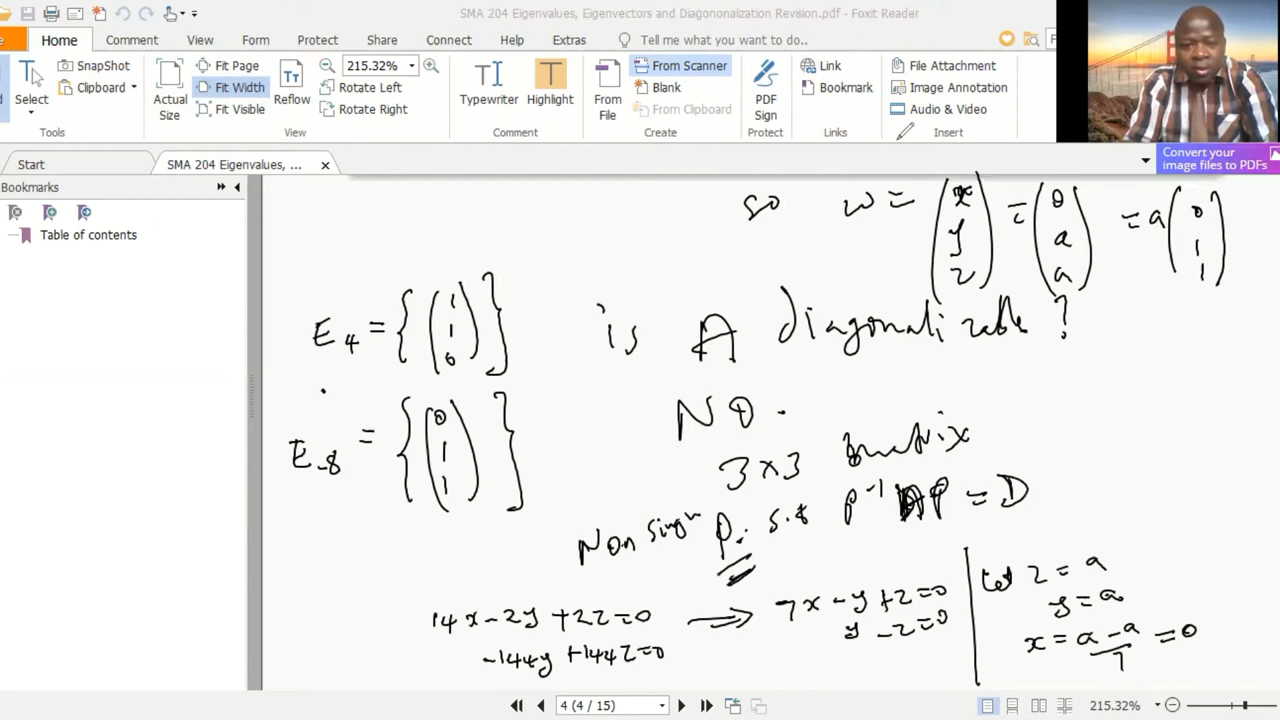 SMA 204 Eigenvalues, Eigenvectors and Diagononalization Revision.pdf - Foxit Reader
Home Comment View Form Protect Share Connect Help Extras Tell me what you want to do..
SnapShot
Clipboard
Select
Tools
Actual Size
Fit Page
Fit Width
Fit Visible
Reflow
215.32%
Rotate Left
Rotate Right
View
Typewriter
Highlight
Comment
From File
From Scanner
Blank
From Clipboard
Create
PDF Sign
Protect
Link
Bookmark
Links
File Attachment
Image Annotation
Audio & Video
Insert
Start
SMA 204 Eigenvalues, ...
Convert your
image files to PDFs
Bookmarks
Table of contents
so w = (x y z) = (0 a a) = a (0 1 1)
E4 = {(1 1 0)} is A diagonalizable?
E-8 = {(0 1 1)} NO.
3×3 matrix
Non sing P. s.t P-1 AP = D
14x - 2y + 2z = 0 ⟹ 7x - y + z = 0
-144y + 144z = 0 y - z = 0
let z = a
y = a
x = a - a / 7 = 0
4 (4 / 15)
215.32%